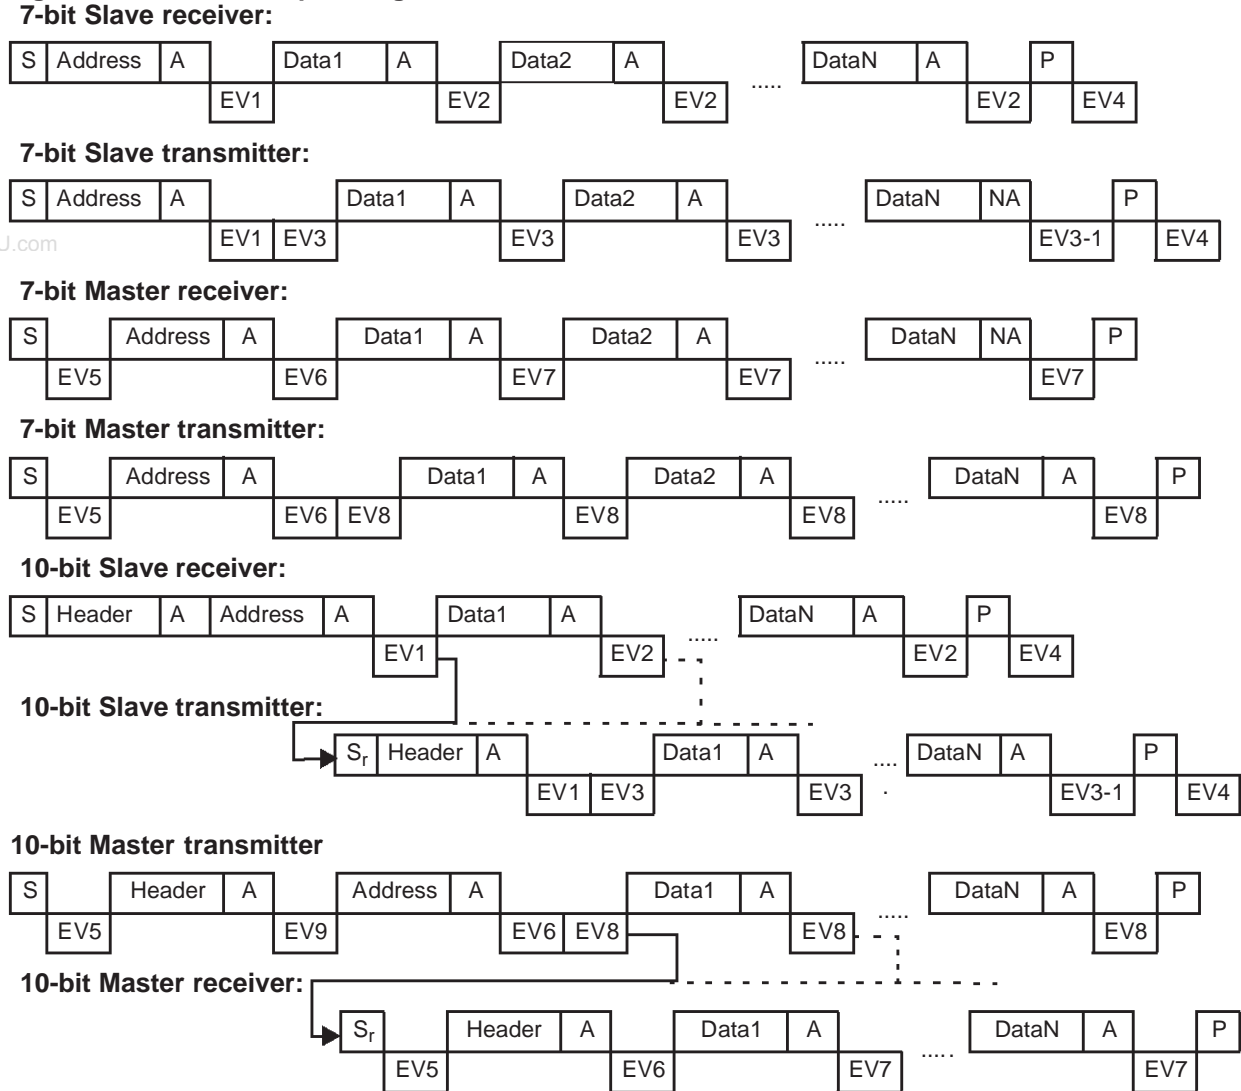 7-bit Slave receiver:
S Address A Data1 A Data2 A ..... DataN A P
EV1 EV2 EV2 EV2 EV4
7-bit Slave transmitter:
S Address A Data1 A Data2 A ..... DataN NA P
EV1 EV3 EV3 EV3 EV3-1 EV4
J.com
7-bit Master receiver:
S Address A Data1 A Data2 A ..... DataN NA P
EV5 EV6 EV7 EV7 EV7
7-bit Master transmitter:
S Address A Data1 A Data2 A ..... DataN A P
EV5 EV6 EV8 EV8 EV8 EV8
10-bit Slave receiver:
S Header A Address A Data1 A ..... DataN A P
EV1 EV2 EV2 EV4
10-bit Slave transmitter:
Sr Header A Data1 A .... DataN A P
EV1 EV3 EV3 . EV3-1 EV4
10-bit Master transmitter
S Header A Address A Data1 A ..... DataN A P
EV5 EV9 EV6 EV8 EV8 EV8
10-bit Master receiver:
Sr Header A Data1 A ..... DataN A P
EV5 EV6 EV7 EV7